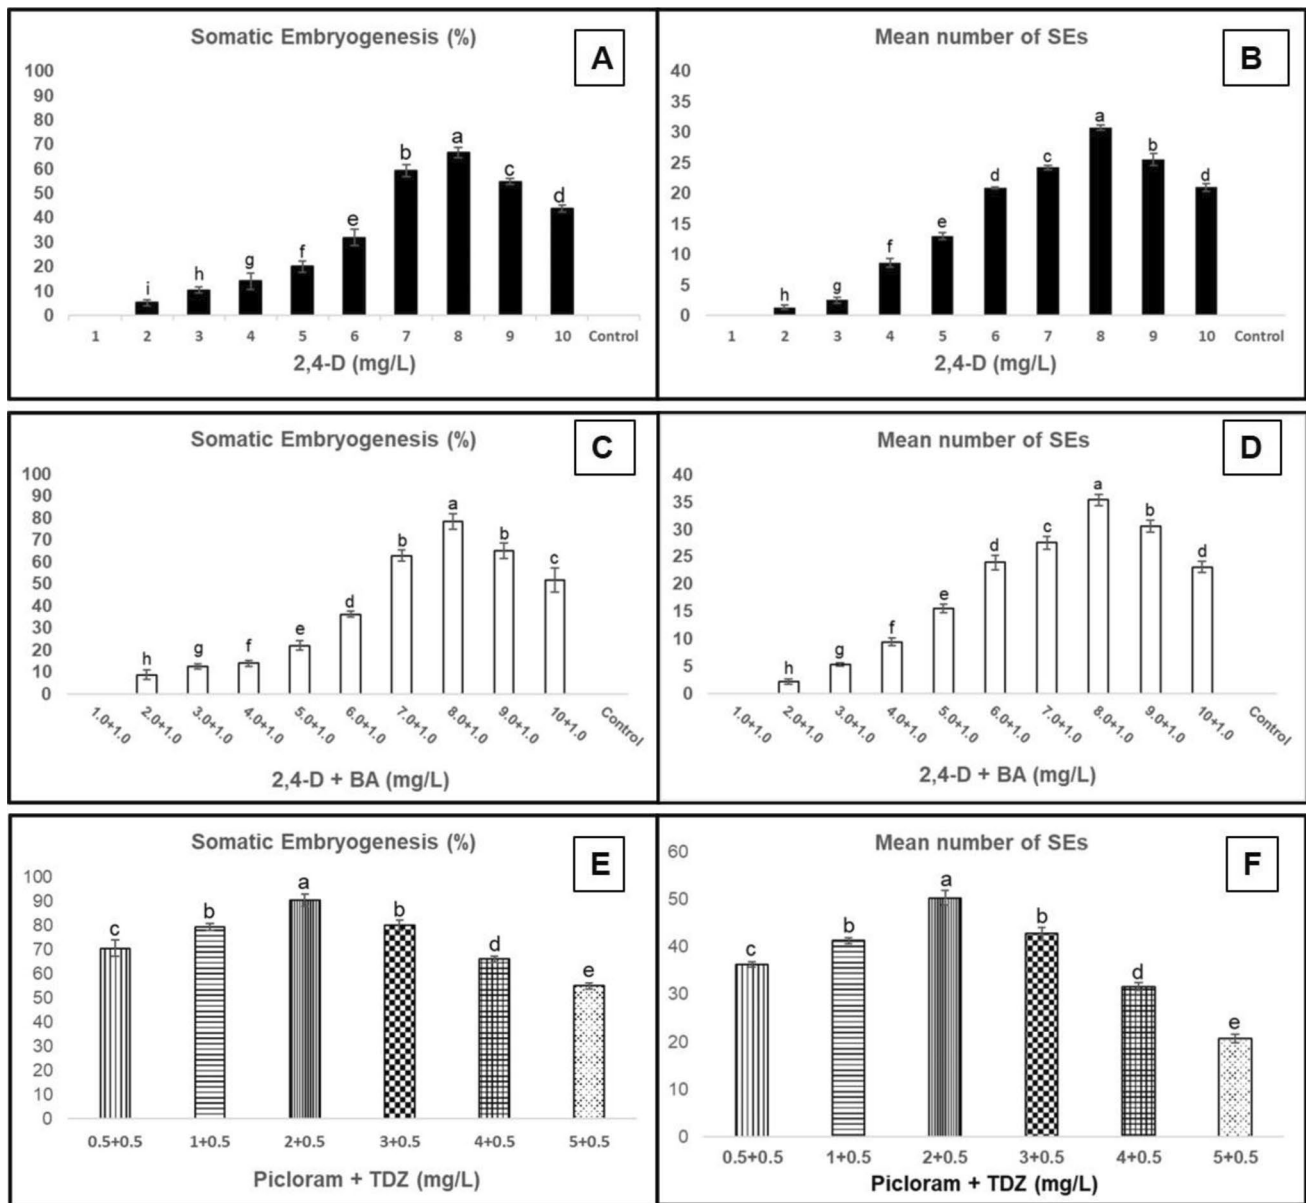 Somatic Embryogenesis (%)
A
100
90
80
70
60
50
40
30
20
10
0
i
h
g
f
e
b
a
c
d
1 2 3 4 5 6 7 8 9 10 Control
2,4-D (mg/L)
Mean number of SEs
B
40
35
30
25
20
15
10
5
0
h
g
f
e
d
c
a
b
d
1 2 3 4 5 6 7 8 9 10 Control
2,4-D (mg/L)
Somatic Embryogenesis (%)
C
100
90
80
70
60
50
40
30
20
10
0
h
g
f
e
d
b
a
b
c
1.0+1.0 2.0+1.0 3.0+1.0 4.0+1.0 5.0+1.0 6.0+1.0 7.0+1.0 8.0+1.0 9.0+1.0 10+1.0 Control
2,4-D + BA (mg/L)
Mean number of SEs
D
40
35
30
25
20
15
10
5
0
h
g
f
e
d
c
a
b
d
1.0+1.0 2.0+1.0 3.0+1.0 4.0+1.0 5.0+1.0 6.0+1.0 7.0+1.0 8.0+1.0 9.0+1.0 10+1.0 Control
2,4-D + BA (mg/L)
Somatic Embryogenesis (%)
E
100
90
80
70
60
50
40
30
20
10
0
c
b
a
b
d
e
0.5+0.5 1+0.5 2+0.5 3+0.5 4+0.5 5+0.5
Picloram + TDZ (mg/L)
Mean number of SEs
F
60
50
40
30
20
10
0
c
b
a
b
d
e
0.5+0.5 1+0.5 2+0.5 3+0.5 4+0.5 5+0.5
Picloram + TDZ (mg/L)